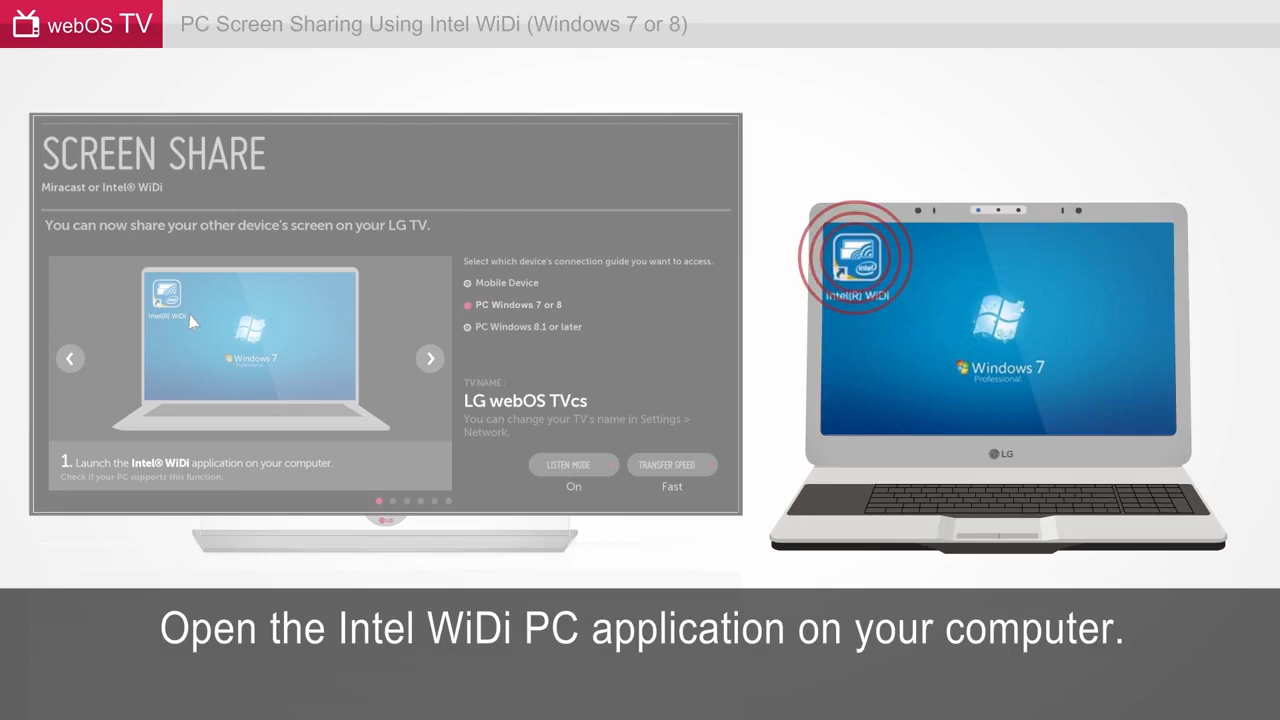 webOS TV
PC Screen Sharing Using Intel WiDi (Windows 7 or 8)
SCREEN SHARE
Miracast or Intel® WiDi
You can now share your other device's screen on your LG TV.
Intel(R) WiDi
Windows 7
Select which device's connection guide you want to access.
Mobile Device
PC Windows 7 or 8
PC Windows 8.1 or later
TV NAME :
LG webOS TVcs
You can change your TV's name in Settings >
Network.
1. Launch the Intel® WiDi application on your computer.
Check if your PC supports this function.
LISTEN MODE
TRANSFER SPEED
On
Fast
LG
intel
Intel(R) WiDi
Windows 7
Professional
LG
Open the Intel WiDi PC application on your computer.